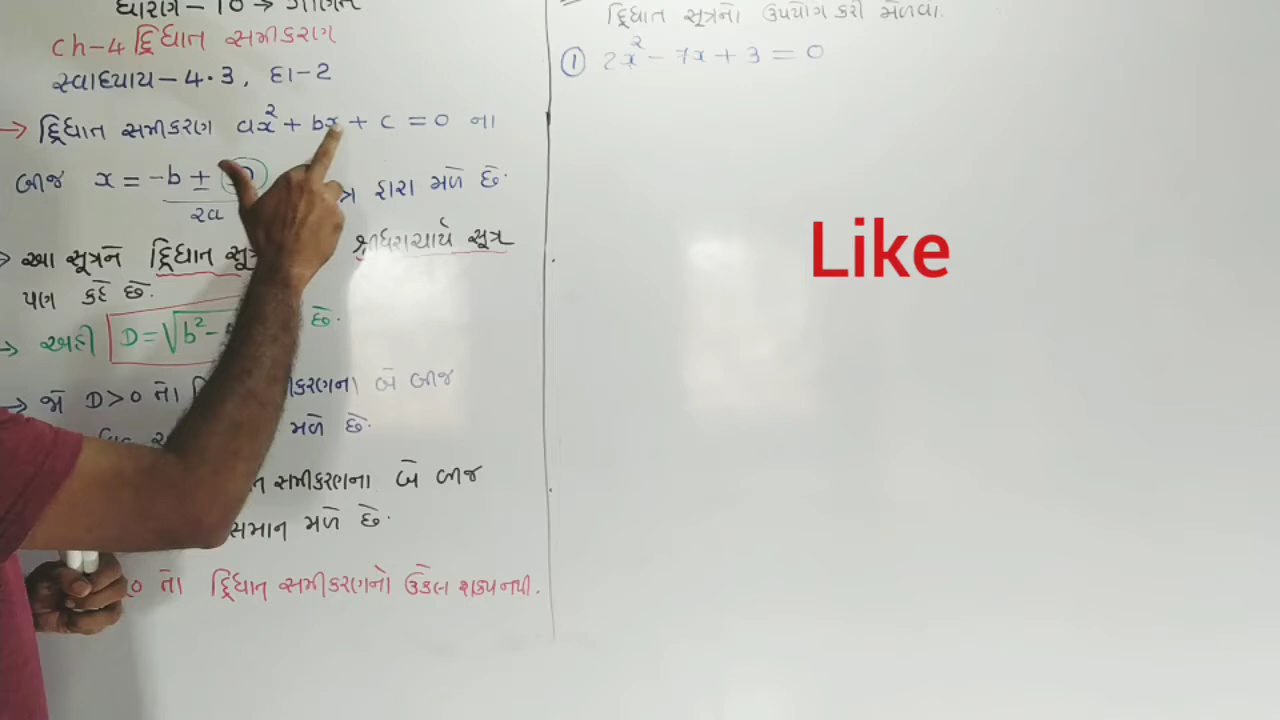 ધોરણ - 10 → ગણિત
Ch-4 દ્વિઘાત સમીકરણ
સ્વાધ્યાય - 4.3, દા-2
→ દ્વિઘાત સમીકરણ ax² + bx + c = 0 ના
બીજ x = -b ±
2a
દ્વારા મળે છે.
આ સૂત્રને દ્વિઘાત શ્રીધરાચાર્ય સૂત્ર
પણ કહે છે.
→ અહીં D = √b² - છે.
→ જો D > 0 તો બે બીજ
મળે છે.
સમીકરણના બે બીજ
સમાન મળે છે.
0 તો દ્વિઘાત સમીકરણનો ઉકેલ શક્ય નથી.
દ્વિઘાત સૂત્રનો ઉપયોગ કરી મેળવો.
① 2x² - 7x + 3 = 0
Like